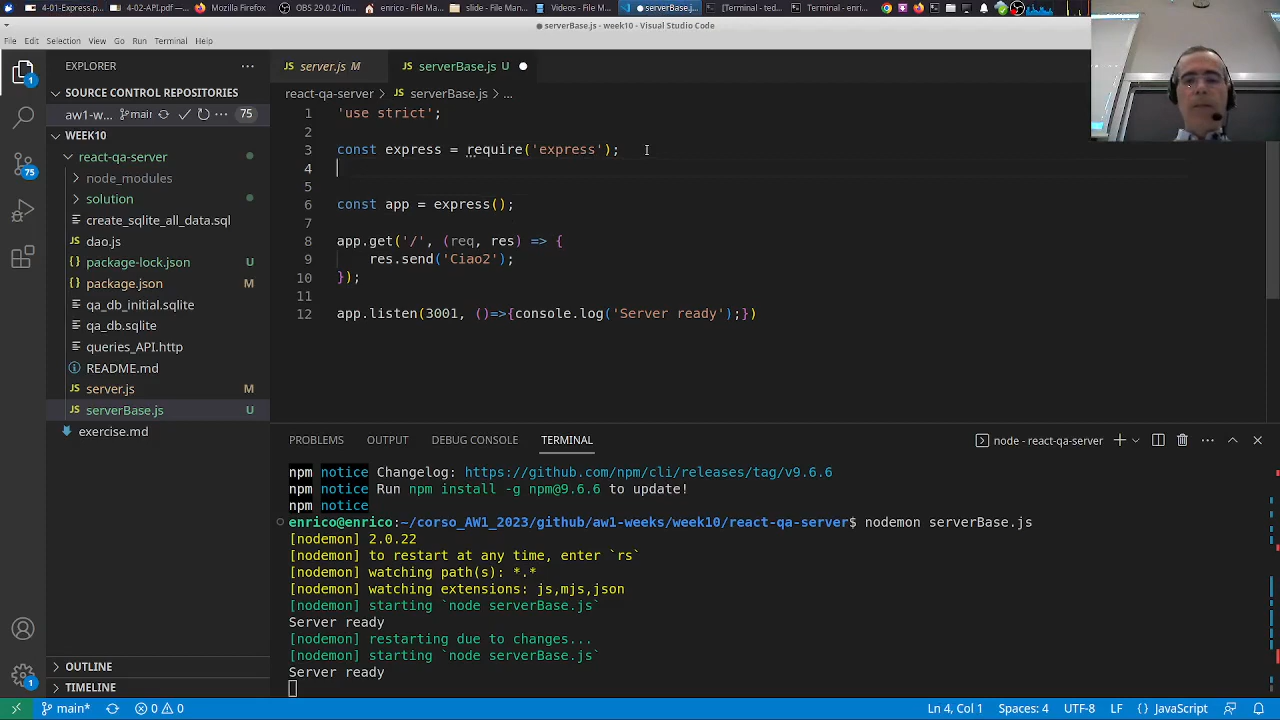 4-01-Express.p...
4-02-API.pdf —...
Mozilla Firefox
OBS 29.0.2 (linux...
enrico
[Firefox]
slide - File Mana...
Videos - File Ma...
serverBase.js...
[Terminal - ted...
Terminal - enric...
serverBase.js - week10 - Visual Studio Code
File Edit Selection View Go Run Terminal Help
EXPLORER
SOURCE CONTROL REPOSITORIES
aw1-w... main 75
WEEK10
react-qa-server
node_modules
solution
create_sqlite_all_data.sql
dao.js
package-lock.json U
package.json M
qa_db_initial.sqlite
qa_db.sqlite
queries_API.http
README.md
server.js M
serverBase.js U
exercise.md
OUTLINE
TIMELINE
1
75
1
JS server.js M
JS serverBase.js U
react-qa-server > JS serverBase.js > ...
1 'use strict';
2
3 const express = require('express');
4
5
6 const app = express();
7
8 app.get('/', (req, res) => {
9 res.send('Ciao2');
10 });
11
12 app.listen(3001, ()=>{console.log('Server ready');})
PROBLEMS OUTPUT DEBUG CONSOLE TERMINAL
node - react-qa-server
npm notice Changelog: https://github.com/npm/cli/releases/tag/v9.6.6
npm notice Run npm install -g npm@9.6.6 to update!
npm notice
enrico@enrico:~/corso_AW1_2023/github/aw1-weeks/week10/react-qa-server$ nodemon serverBase.js
[nodemon] 2.0.22
[nodemon] to restart at any time, enter `rs`
[nodemon] watching path(s): *.*
[nodemon] watching extensions: js,mjs,json
[nodemon] starting `node serverBase.js`
Server ready
[nodemon] restarting due to changes...
[nodemon] starting `node serverBase.js`
Server ready
main* 0 0
Ln 4, Col 1 Spaces: 4 UTF-8 LF {} JavaScript